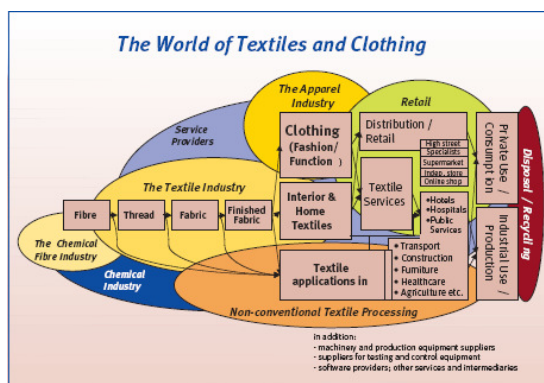 The World of Textiles and Clothing
The Apparel
Industry
Retail
Service
Providers
Clothing
(Fashion/
Function )
Distribution /
Retail
High street
Specialists
Supermarket
Indep. store
Online shop
Private Use /
Consumption
Disposal / Recycling
The Textile Industry
Fibre
Thread
Fabric
Finished
Fabric
Interior &
Home
Textiles
Textile
Services
•Hotels
•Hospitals
•Public
Services
Industrial Use /
Production
The Chemical
Fibre Industry
Chemical
Industry
Textile
applications in
• Transport
• Construction
• Furniture
• Healthcare
• Agriculture etc.
Non-conventional Textile Processing
in addition:
- machinery and production equipment suppliers
- suppliers for testing and control equipment
- software providers; other services and intermediaries